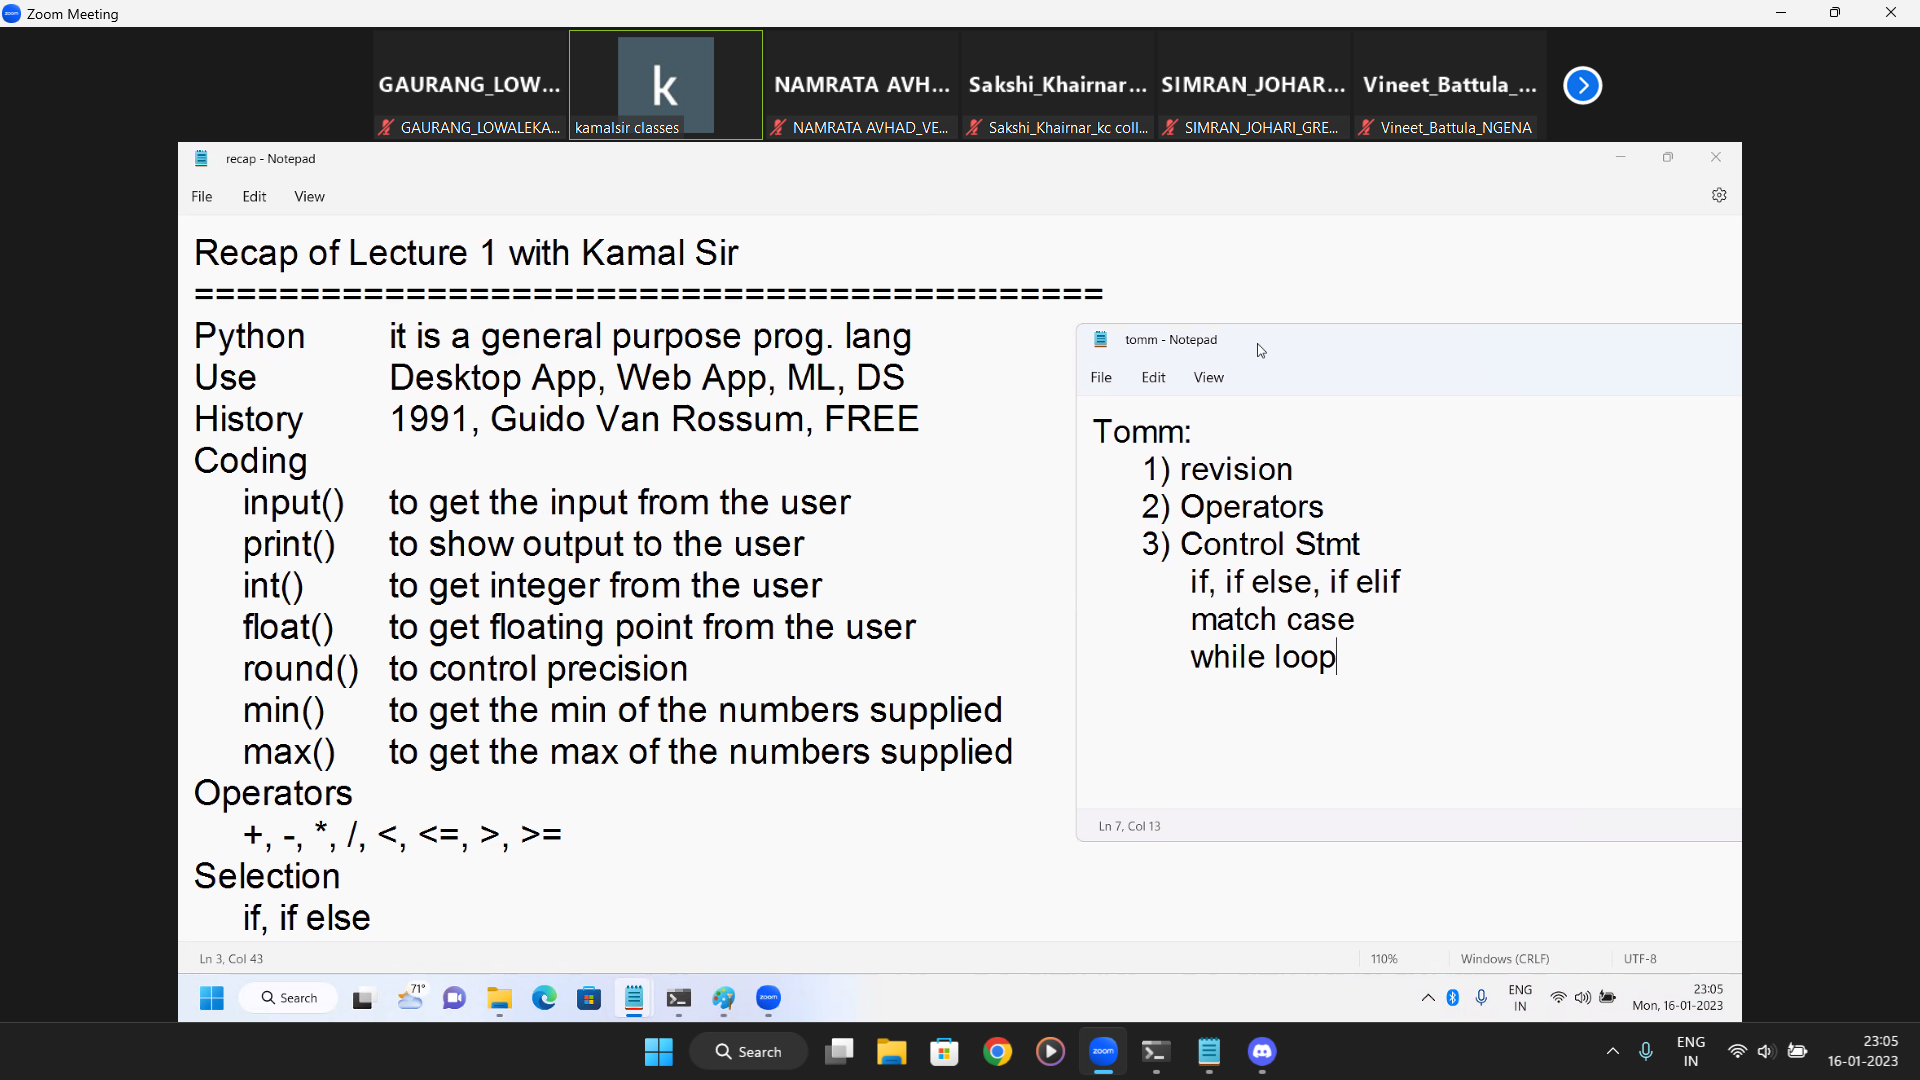 Zoom Meeting
GAURANG_LOW...
k
NAMRATA AVH...
Sakshi_Khairnar...
SIMRAN_JOHAR...
Vineet_Battula_...
GAURANG_LOWALEKA...
kamalsir classes
NAMRATA AVHAD_VE...
Sakshi_Khairnar_kc coll...
SIMRAN_JOHARI_GRE...
Vineet_Battula_NGENA
recap - Notepad
File Edit View
Recap of Lecture 1 with Kamal Sir
===========================================
Python it is a general purpose prog. lang
Use Desktop App, Web App, ML, DS
History 1991, Guido Van Rossum, FREE
Coding
input() to get the input from the user
print() to show output to the user
int() to get integer from the user
float() to get floating point from the user
round() to control precision
min() to get the min of the numbers supplied
max() to get the max of the numbers supplied
Operators
+, -, *, /, <, <=, >, >=
Selection
if, if else
Ln 3, Col 43
110%
Windows (CRLF)
UTF-8
tomm - Notepad
File Edit View
Tomm:
1) revision
2) Operators
3) Control Stmt
if, if else, if elif
match case
while loop
Ln 7, Col 13
Search
71°
zoom
ENG
IN
23:05
Mon, 16-01-2023
Search
zoom
ENG
IN
23:05
16-01-2023